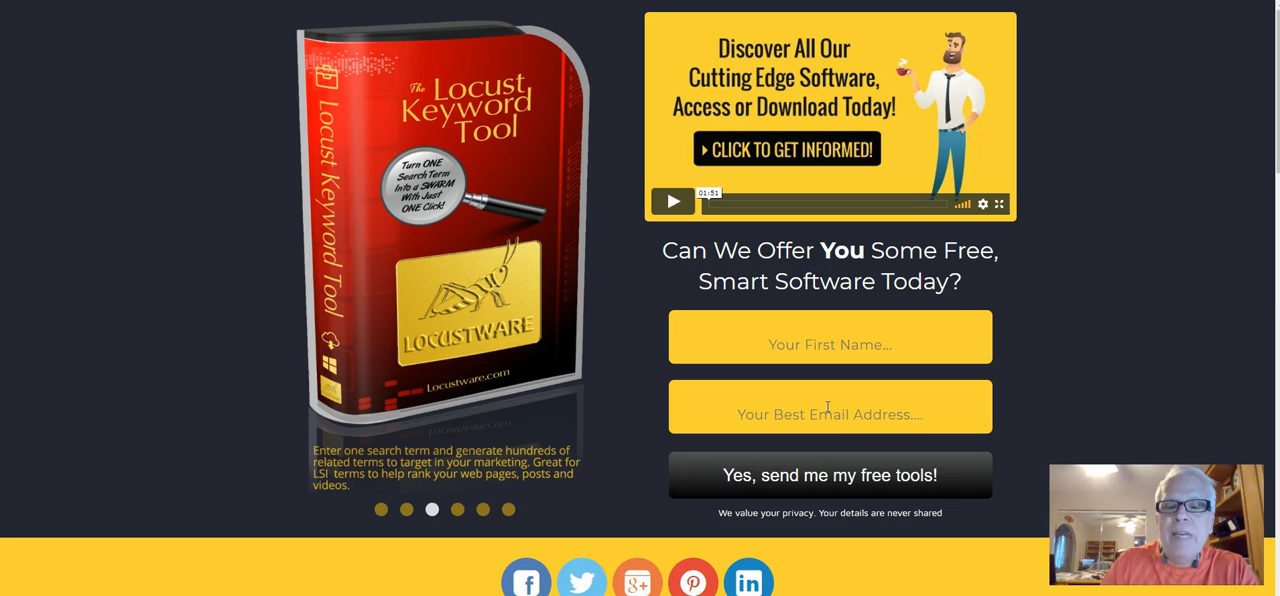 The Locust
Keyword
Tool
Turn ONE
Search Term
Into a SWARM
With Just
ONE Click!
Locust Keyword Tool
LOCUSTWARE
Locustware.com
Enter one search term and generate hundreds of
related terms to target in your marketing. Great for
LSI terms to help rank your web pages, posts and
videos.
Discover All Our
Cutting Edge Software,
Access or Download Today!
CLICK TO GET INFORMED!
01:51
Can We Offer You Some Free,
Smart Software Today?
Your First Name...
Your Best Email Address....
Yes, send me my free tools!
We value your privacy. Your details are never shared
f
g+
in